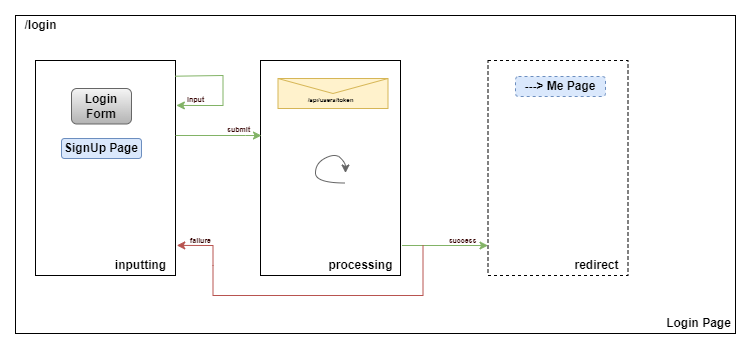 /login
Login
Form
SignUp Page
input
submit
failure
inputting
/api/users/token
processing
success
---> Me Page
redirect
Login Page